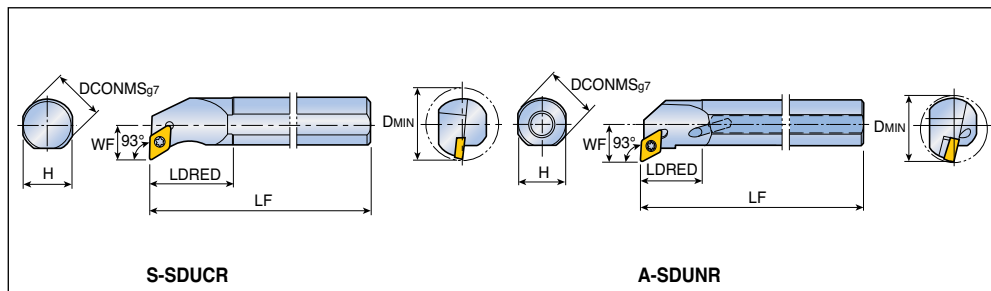 DCONMSg7
WF
93°
H
LDRED
LF
DMIN
S-SDUCR
DCONMSg7
WF
93°
H
LDRED
LF
DMIN
A-SDUNR